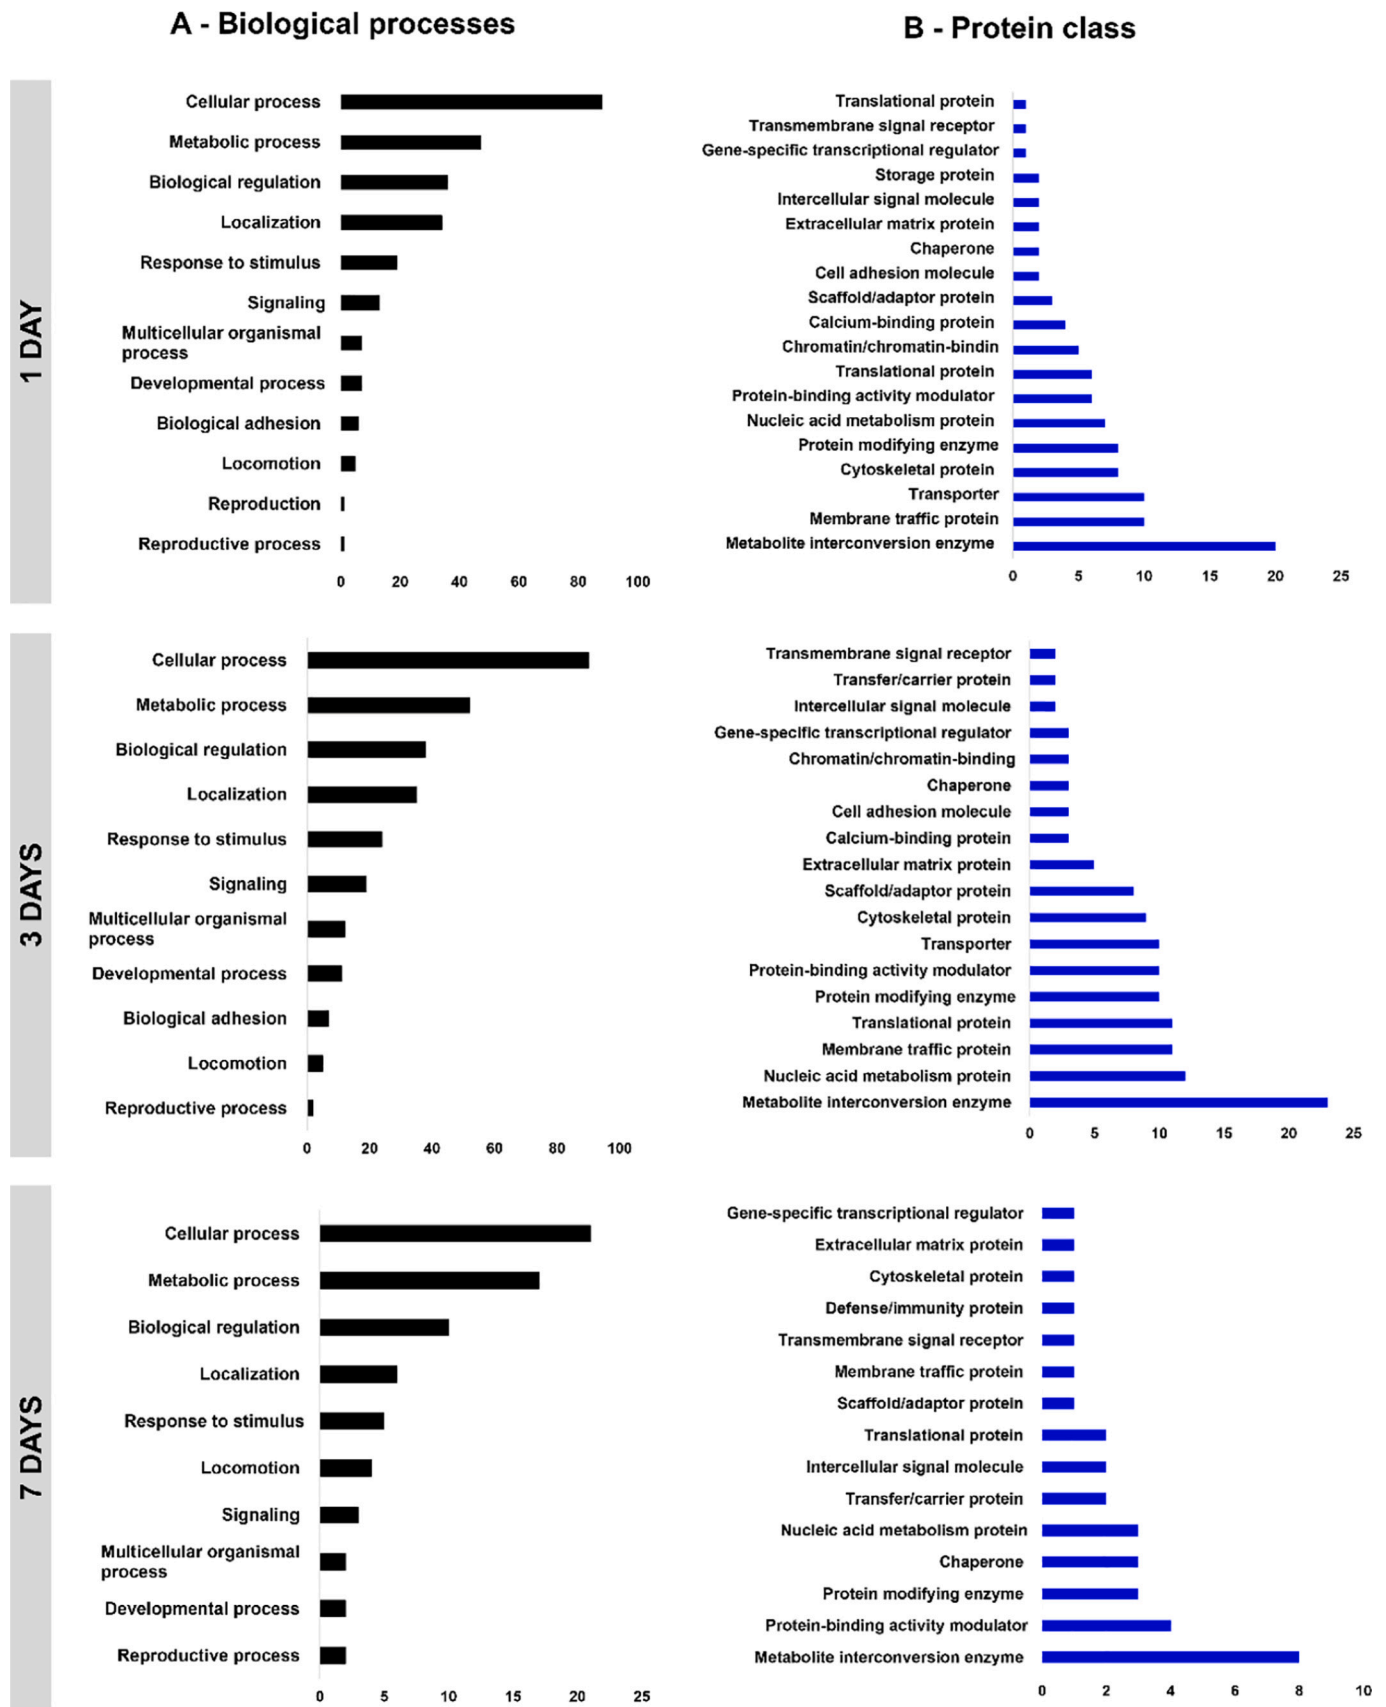 A - Biological processes
B - Protein class
1 DAY
Cellular process
Metabolic process
Biological regulation
Localization
Response to stimulus
Signaling
Multicellular organismal
process
Developmental process
Biological adhesion
Locomotion
Reproduction
Reproductive process
0 20 40 60 80 100
Translational protein
Transmembrane signal receptor
Gene-specific transcriptional regulator
Storage protein
Intercellular signal molecule
Extracellular matrix protein
Chaperone
Cell adhesion molecule
Scaffold/adaptor protein
Calcium-binding protein
Chromatin/chromatin-bindin
Translational protein
Protein-binding activity modulator
Nucleic acid metabolism protein
Protein modifying enzyme
Cytoskeletal protein
Transporter
Membrane traffic protein
Metabolite interconversion enzyme
0 5 10 15 20 25
3 DAYS
Cellular process
Metabolic process
Biological regulation
Localization
Response to stimulus
Signaling
Multicellular organismal
process
Developmental process
Biological adhesion
Locomotion
Reproductive process
0 20 40 60 80 100
Transmembrane signal receptor
Transfer/carrier protein
Intercellular signal molecule
Gene-specific transcriptional regulator
Chromatin/chromatin-binding
Chaperone
Cell adhesion molecule
Calcium-binding protein
Extracellular matrix protein
Scaffold/adaptor protein
Cytoskeletal protein
Transporter
Protein-binding activity modulator
Protein modifying enzyme
Translational protein
Membrane traffic protein
Nucleic acid metabolism protein
Metabolite interconversion enzyme
0 5 10 15 20 25
7 DAYS
Cellular process
Metabolic process
Biological regulation
Localization
Response to stimulus
Locomotion
Signaling
Multicellular organismal
process
Developmental process
Reproductive process
0 5 10 15 20 25
Gene-specific transcriptional regulator
Extracellular matrix protein
Cytoskeletal protein
Defense/immunity protein
Transmembrane signal receptor
Membrane traffic protein
Scaffold/adaptor protein
Translational protein
Intercellular signal molecule
Transfer/carrier protein
Nucleic acid metabolism protein
Chaperone
Protein modifying enzyme
Protein-binding activity modulator
Metabolite interconversion enzyme
0 2 4 6 8 10